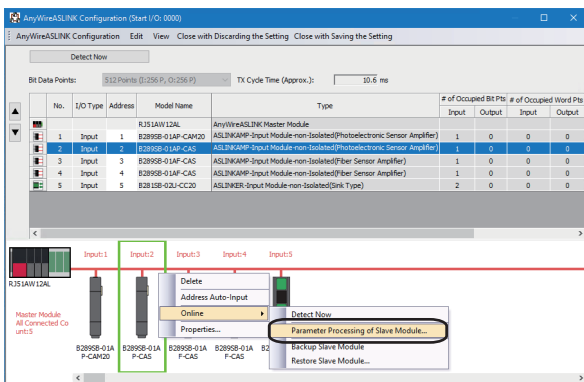 AnyWireASLINK Configuration (Start I/O: 0000)
AnyWireASLINK Configuration Edit View Close with Discarding the Setting Close with Saving the Setting
Detect Now
Bit Data Points: 512 Points (I:256 P, O:256 P) TX Cycle Time (Approx.): 10.6 ms
No. I/O Type Address Model Name Type # of Occupied Bit Pts # of Occupied Word Pts
Input Output Input Output
RJ51AW12AL AnyWireASLINK Master Module
1 Input 1 B289SB-01AP-CAM20 ASLINKAMP-Input Module-non-Isolated(Photoelectric Sensor Amplifier) 1 0 0 0
2 Input 2 B289SB-01AP-CAS ASLINKAMP-Input Module-non-Isolated(Photoelectric Sensor Amplifier) 1 0 0 0
3 Input 3 B289SB-01AF-CAS ASLINKAMP-Input Module-non-Isolated(Fiber Sensor Amplifier) 1 0 0 0
4 Input 4 B289SB-01AF-CAS ASLINKAMP-Input Module-non-Isolated(Fiber Sensor Amplifier) 1 0 0 0
5 Input 5 B281SB-02U-CC20 ASLINKER-Input Module-non-Isolated(Sink Type) 2 0 0 0
Input:1 Input:2 Input:3 Input:4 Input:5
RJ51AW12AL
Master Module
All Connected Co
unt:5
Delete
Address Auto-Input
Online
Properties...
Detect Now
Parameter Processing of Slave Module...
Backup Slave Module
Restore Slave Module...
B289SB-01A B289SB-01A B289SB-01A B289SB-01A
P-CAM20 P-CAS F-CAS F-CAS